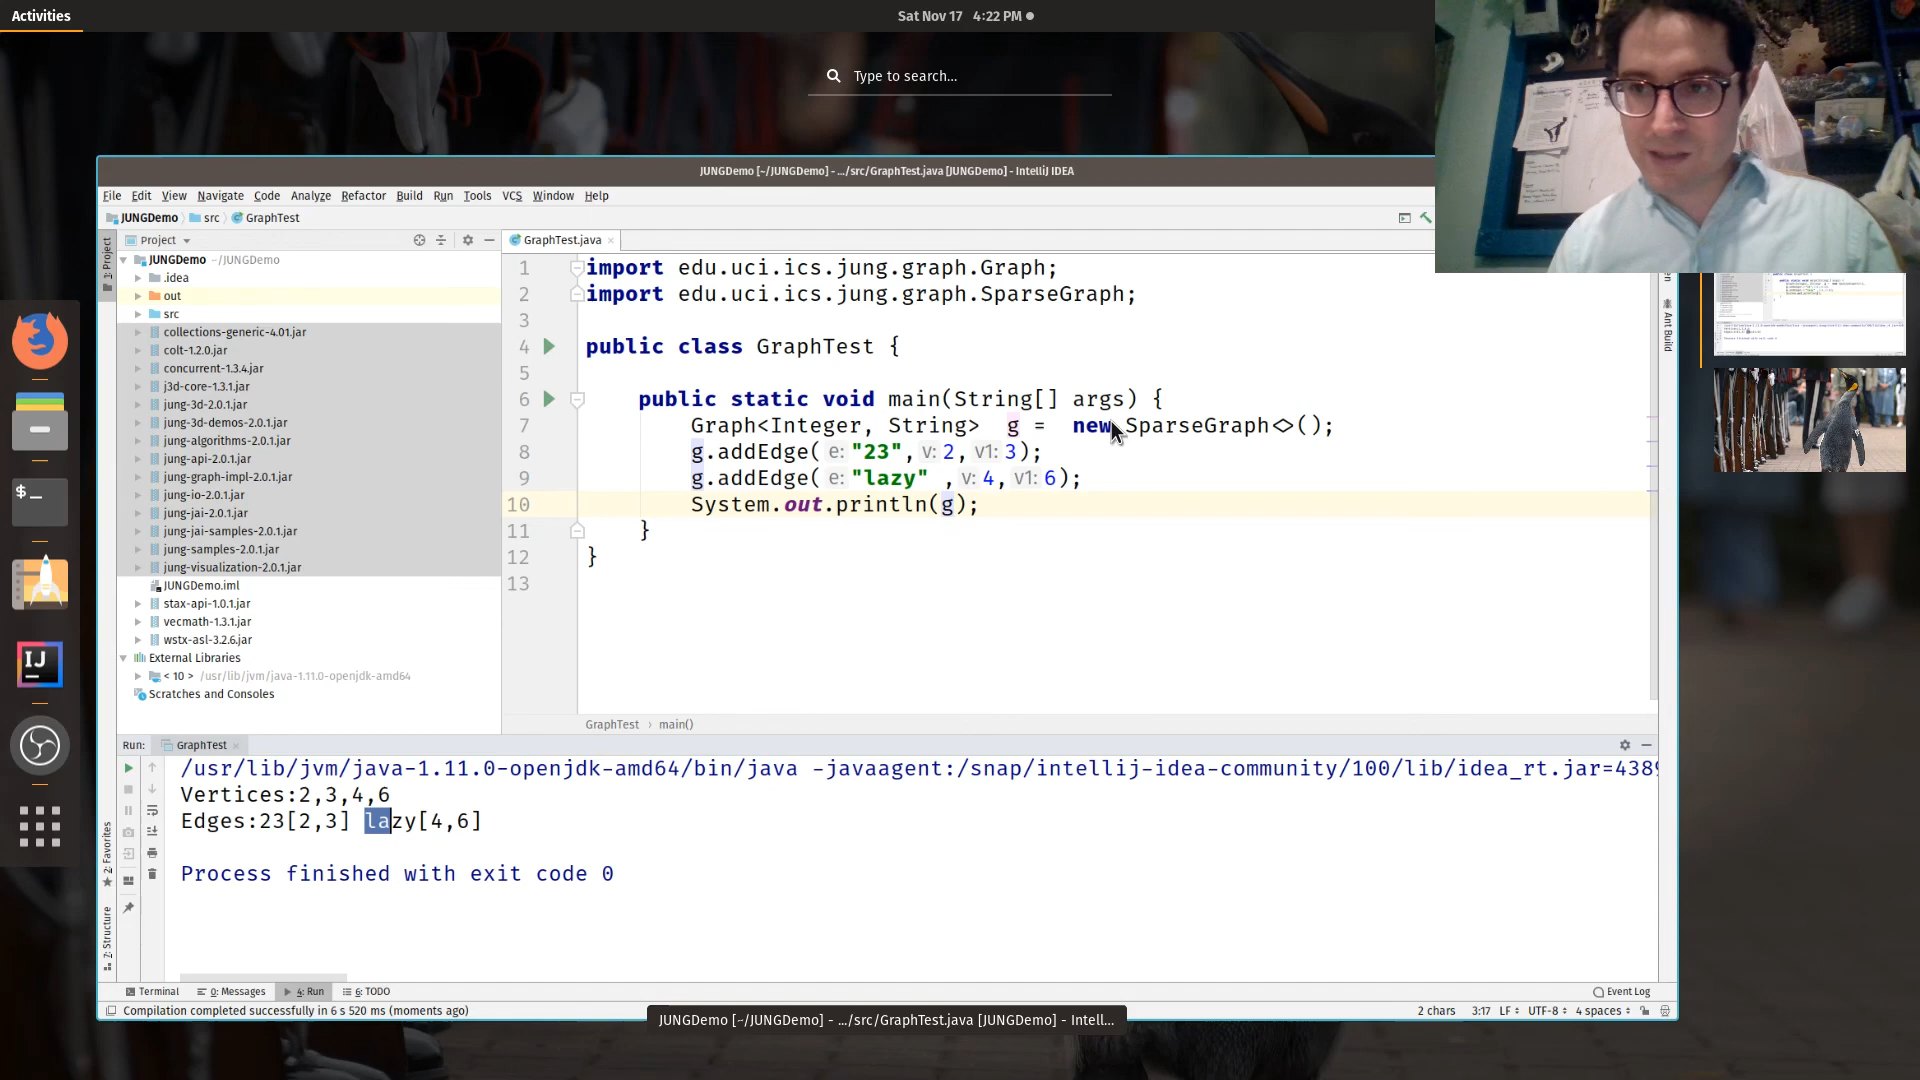 Activities
Sat Nov 17 4:22 PM
Type to search...
JUNGDemo [~/JUNGDemo] - .../src/GraphTest.java [JUNGDemo] - IntelliJ IDEA
File Edit View Navigate Code Analyze Refactor Build Run Tools VCS Window Help
JUNGDemo src GraphTest
1: Project
Project
GraphTest.java
JUNGDemo ~/JUNGDemo
.idea
out
src
collections-generic-4.01.jar
colt-1.2.0.jar
concurrent-1.3.4.jar
j3d-core-1.3.1.jar
jung-3d-2.0.1.jar
jung-3d-demos-2.0.1.jar
jung-algorithms-2.0.1.jar
jung-api-2.0.1.jar
jung-graph-impl-2.0.1.jar
jung-io-2.0.1.jar
jung-jai-2.0.1.jar
jung-jai-samples-2.0.1.jar
jung-samples-2.0.1.jar
jung-visualization-2.0.1.jar
JUNGDemo.iml
stax-api-1.0.1.jar
vecmath-1.3.1.jar
wstx-asl-3.2.6.jar
External Libraries
< 10 > /usr/lib/jvm/java-1.11.0-openjdk-amd64
Scratches and Consoles
1 import edu.uci.ics.jung.graph.Graph;
2 import edu.uci.ics.jung.graph.SparseGraph;
3
4 public class GraphTest {
5
6 public static void main(String[] args) {
7 Graph<Integer, String> g = new SparseGraph<>();
8 g.addEdge( e: "23", v: 2, v1: 3);
9 g.addEdge( e: "lazy" , v: 4, v1: 6);
10 System.out.println(g);
11 }
12 }
13
GraphTest › main()
Ant Build
Run: GraphTest
/usr/lib/jvm/java-1.11.0-openjdk-amd64/bin/java -javaagent:/snap/intellij-idea-community/100/lib/idea_rt.jar=4389
Vertices:2,3,4,6
Edges:23[2,3] lazy[4,6]
Process finished with exit code 0
2: Favorites
7: Structure
Terminal 0: Messages 4: Run 6: TODO
Event Log
Compilation completed successfully in 6 s 520 ms (moments ago)
2 chars 3:17 LF UTF-8 4 spaces
JUNGDemo [~/JUNGDemo] - .../src/GraphTest.java [JUNGDemo] - Intell...
$_
IJ